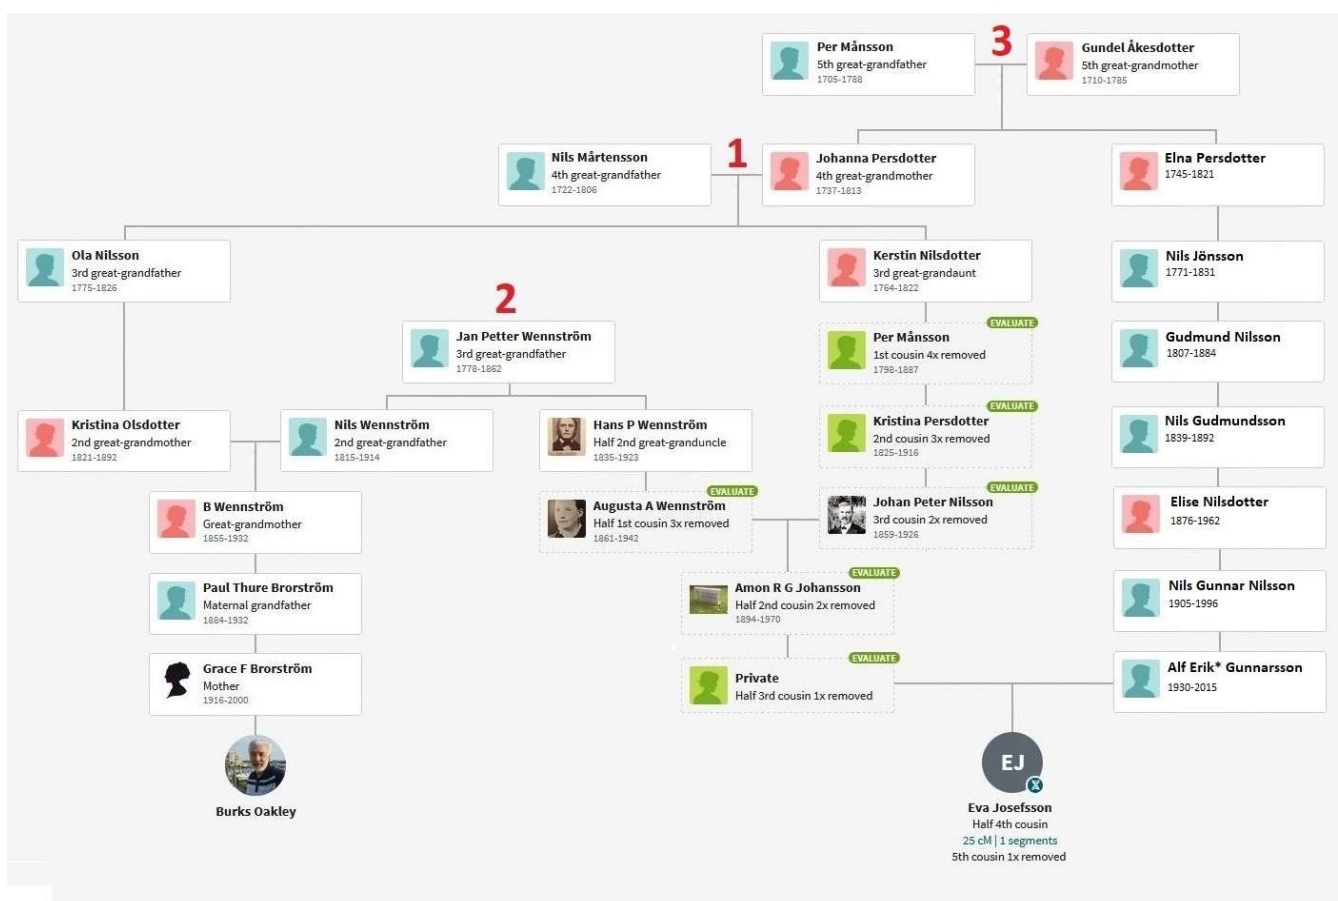 3
Per Månsson
5th great-grandfather
1705-1788
Gundel Åkesdotter
5th great-grandmother
1710-1785
1
Nils Mårtensson
4th great-grandfather
1722-1806
Johanna Persdotter
4th great-grandmother
1737-1813
Elna Persdotter
1745-1821
Ola Nilsson
3rd great-grandfather
1775-1826
Kerstin Nilsdotter
3rd great-grandaunt
1764-1822
Nils Jönsson
1771-1831
2
Jan Petter Wennström
3rd great-grandfather
1778-1862
EVALUATE
Per Månsson
1st cousin 4x removed
1798-1887
Gudmund Nilsson
1807-1884
Kristina Olsdotter
2nd great-grandmother
1821-1892
Nils Wennström
2nd great-grandfather
1815-1914
Hans P Wennström
Half 2nd great-granduncle
1835-1923
EVALUATE
Kristina Persdotter
2nd cousin 3x removed
1825-1916
Nils Gudmundsson
1839-1892
B Wennström
Great-grandmother
1855-1932
EVALUATE
Augusta A Wennström
Half 1st cousin 3x removed
1861-1942
EVALUATE
Johan Peter Nilsson
3rd cousin 2x removed
1859-1926
Elise Nilsdotter
1876-1962
Paul Thure Brorström
Maternal grandfather
1884-1932
EVALUATE
Amon R G Johansson
Half 2nd cousin 2x removed
1894-1970
Nils Gunnar Nilsson
1905-1996
Grace F Brorström
Mother
1916-2000
EVALUATE
Private
Half 3rd cousin 1x removed
Alf Erik* Gunnarsson
1930-2015
Burks Oakley
EJ
Eva Josefsson
Half 4th cousin
25 cM | 1 segments
5th cousin 1x removed